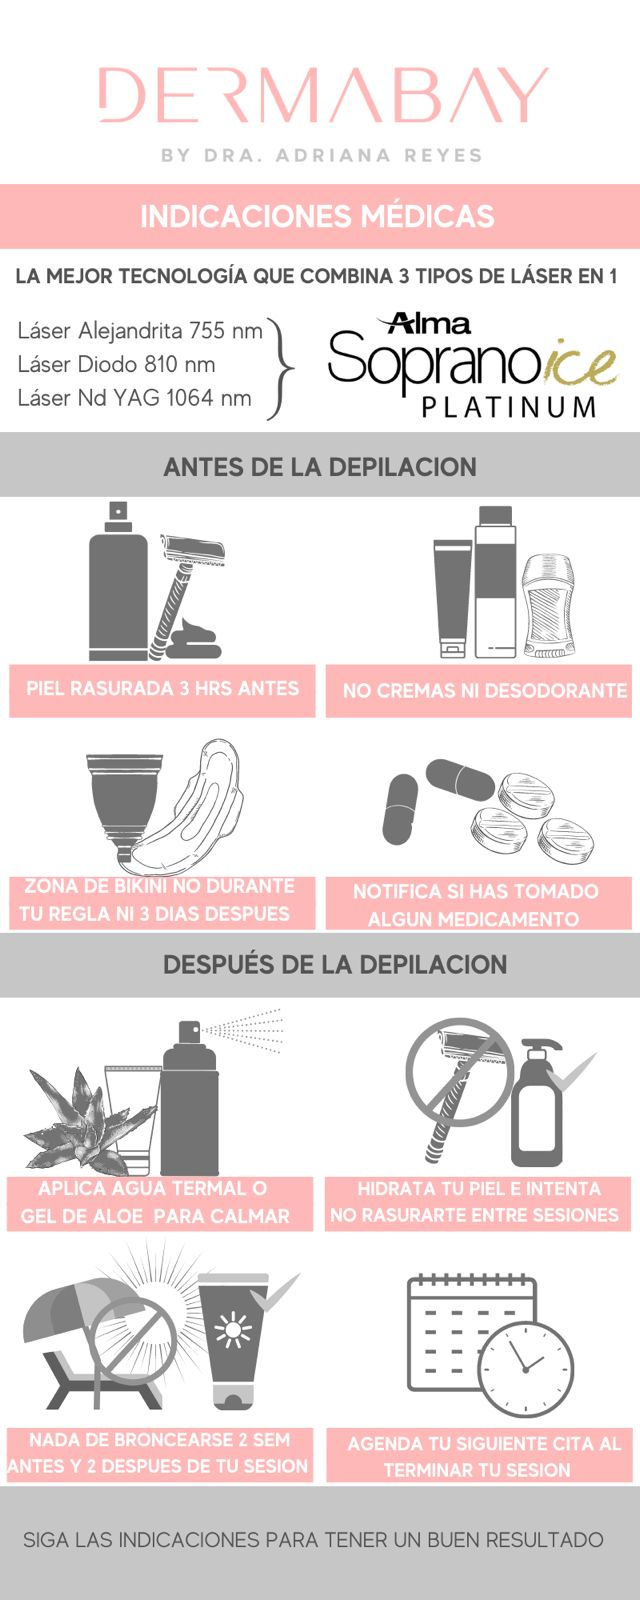 DERMABAY
BY DRA. ADRIANA REYES
INDICACIONES MÉDICAS
LA MEJOR TECNOLOGÍA QUE COMBINA 3 TIPOS DE LÁSER EN 1
Láser Alejandrita 755 nm
Láser Diodo 810 nm
Láser Nd YAG 1064 nm
Alma
Soprano ice
PLATINUM
ANTES DE LA DEPILACION
PIEL RASURADA 3 HRS ANTES
NO CREMAS NI DESODORANTE
ZONA DE BIKINI NO DURANTE
TU REGLA NI 3 DIAS DESPUES
NOTIFICA SI HAS TOMADO
ALGUN MEDICAMENTO
DESPUÉS DE LA DEPILACION
APLICA AGUA TERMAL O
GEL DE ALOE PARA CALMAR
HIDRATA TU PIEL E INTENTA
NO RASURARTE ENTRE SESIONES
NADA DE BRONCEARSE 2 SEM
ANTES Y 2 DESPUES DE TU SESION
AGENDA TU SIGUIENTE CITA AL
TERMINAR TU SESION
SIGA LAS INDICACIONES PARA TENER UN BUEN RESULTADO